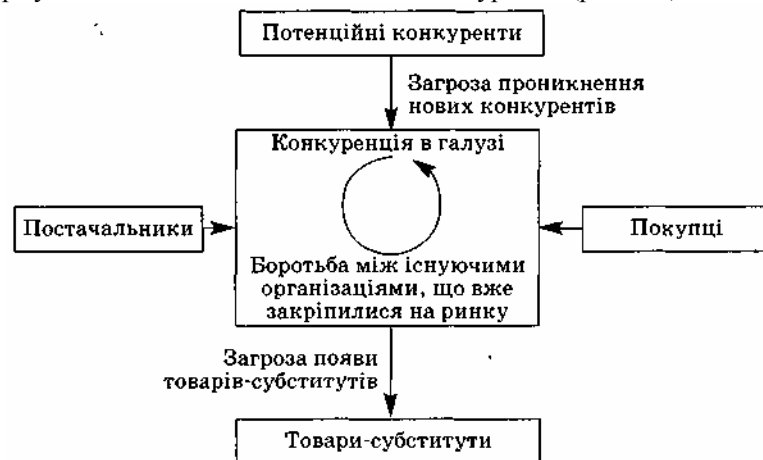 Потенційні конкуренти
Загроза проникнення
нових конкурентів
Конкуренція в галузі
Постачальники
Покупці
Боротьба між існуючими
організаціями, що вже
закріпилися на ринку
Загроза появи
товарів-субститутів
Товари-субститути